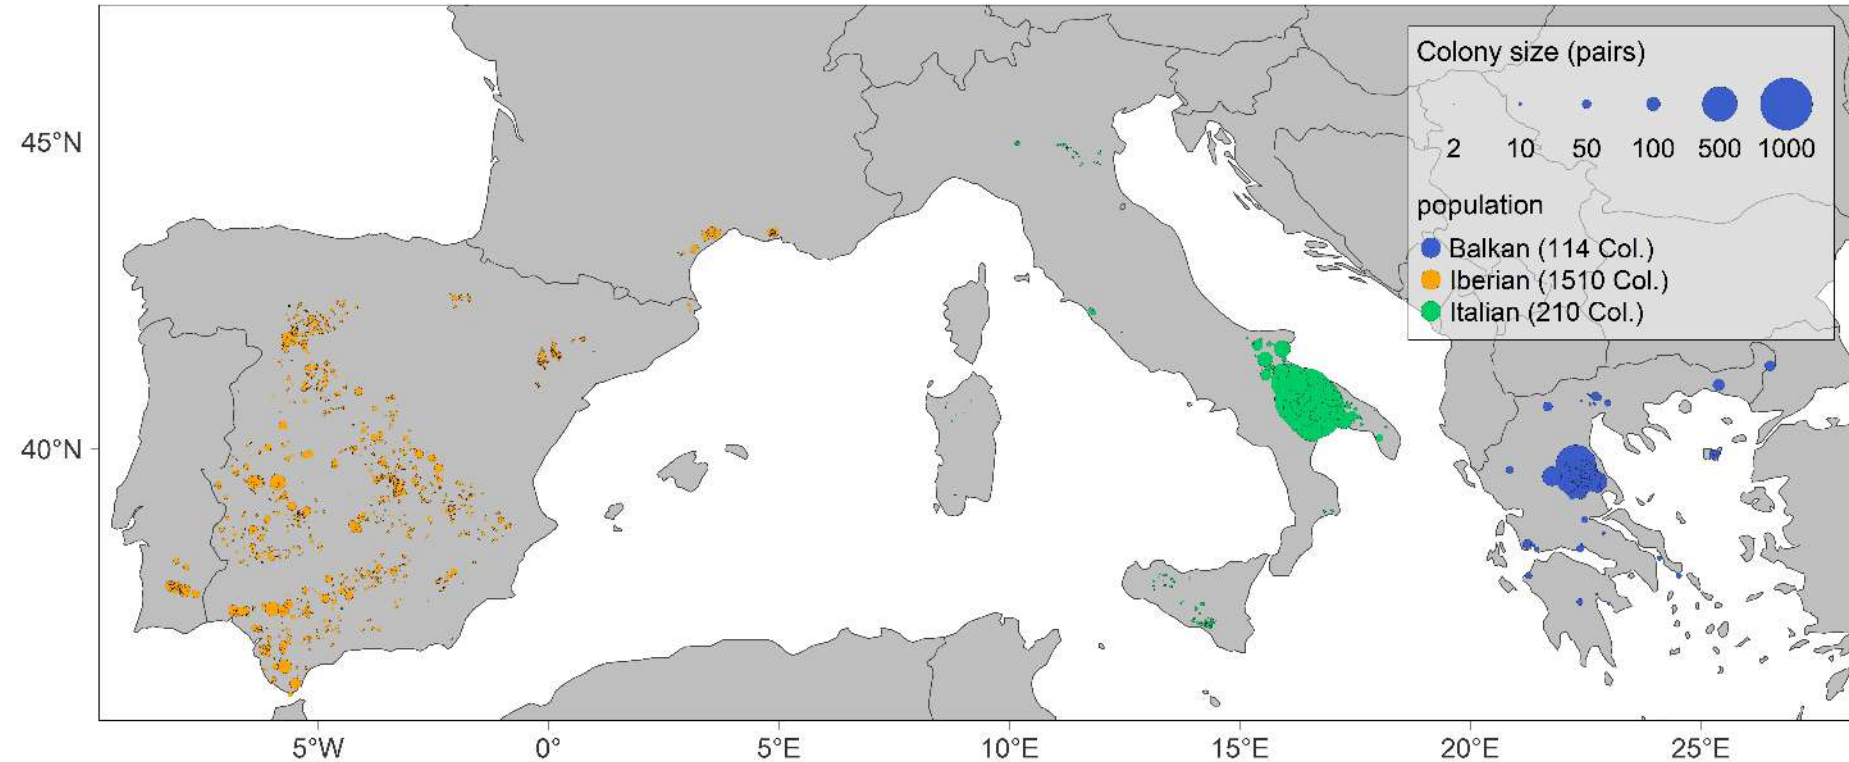 Colony size (pairs)
2 10 50 100 500 1000
population
Balkan (114 Col.)
Iberian (1510 Col.)
Italian (210 Col.)
45°N
40°N
5°W 0° 5°E 10°E 15°E 20°E 25°E